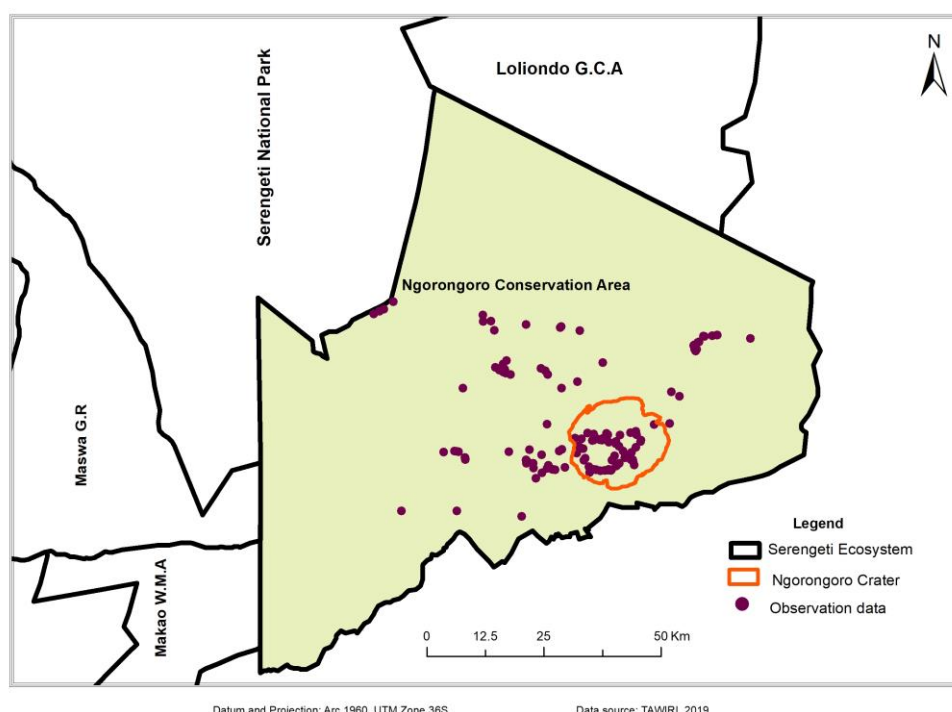 N
Loliondo G.C.A
Serengeti National Park
Ngorongoro Conservation Area
Maswa G.R
Makao W.M.A
Legend
Serengeti Ecosystem
Ngorongoro Crater
Observation data
0 12.5 25 50 Km
Datum and Projection: Arc 1960, UTM Zone 36S
Data source: TAWIRI, 2019